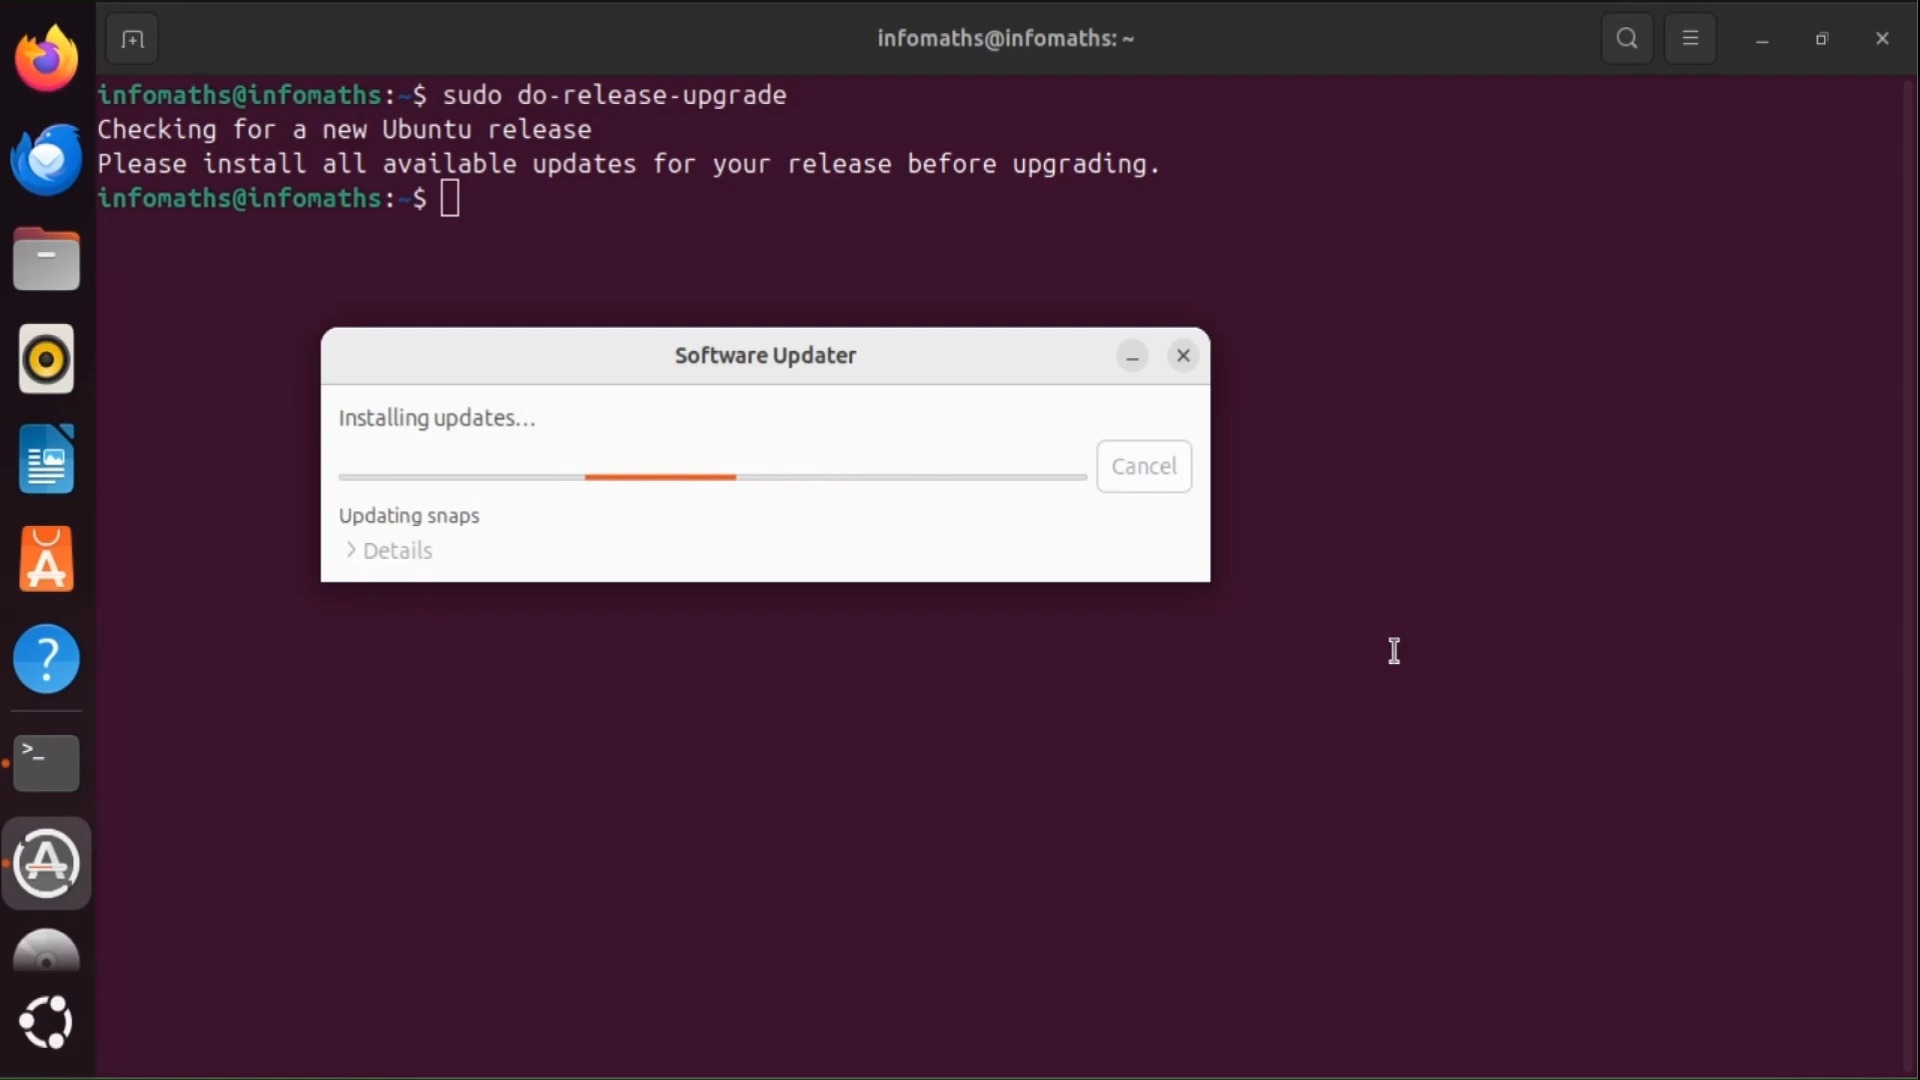 infomaths@infomaths: ~
infomaths@infomaths:~$ sudo do-release-upgrade
Checking for a new Ubuntu release
Please install all available updates for your release before upgrading.
infomaths@infomaths:~$
Software Updater
Installing updates…
Cancel
Updating snaps
Details